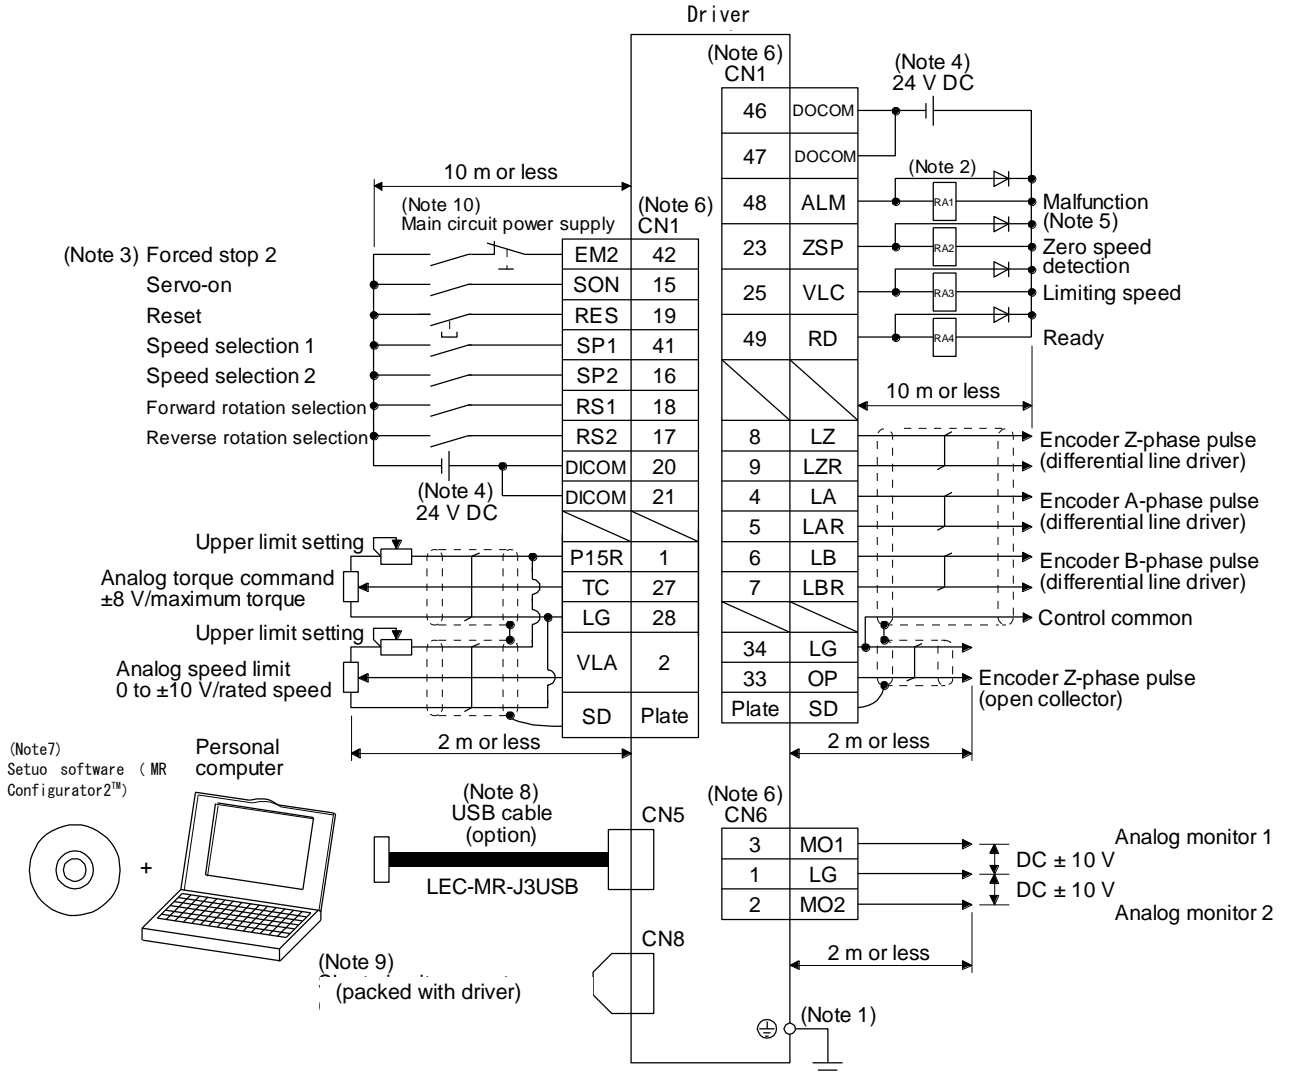 Driver
(Note 6)
CN1
(Note 4)
24 V DC
46 DOCOM
47 DOCOM
(Note 2)
48 ALM RA1 Malfunction
(Note 5)
23 ZSP RA2 Zero speed
detection
25 VLC RA3 Limiting speed
49 RD RA4 Ready
10 m or less
8 LZ Encoder Z-phase pulse
9 LZR (differential line driver)
4 LA Encoder A-phase pulse
5 LAR (differential line driver)
6 LB Encoder B-phase pulse
7 LBR (differential line driver)
Control common
34 LG
33 OP Encoder Z-phase pulse
(open collector)
Plate SD
2 m or less
10 m or less
(Note 10)
Main circuit power supply
(Note 6)
CN1
(Note 3) Forced stop 2 EM2 42
Servo-on SON 15
Reset RES 19
Speed selection 1 SP1 41
Speed selection 2 SP2 16
Forward rotation selection RS1 18
Reverse rotation selection RS2 17
DICOM 20
(Note 4)
24 V DC
DICOM 21
Upper limit setting
P15R 1
Analog torque command
±8 V/maximum torque
TC 27
LG 28
Upper limit setting
Analog speed limit
0 to ±10 V/rated speed
VLA 2
SD Plate
2 m or less
(Note7)
Setuo software (MR
Configurator2™)
+
Personal
computer
(Note 8)
USB cable
(option)
LEC-MR-J3USB
CN5
(Note 6)
CN6
3 MO1 Analog monitor 1
DC ± 10 V
1 LG
DC ± 10 V
2 MO2 Analog monitor 2
2 m or less
CN8
(Note 9)
(packed with driver)
(Note 1)